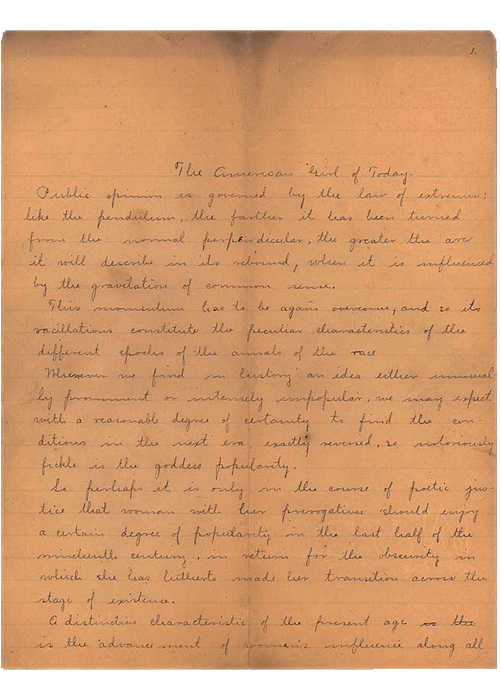 1.
The American Girl of Today.
Public opinion is governed by the law of extremes;
like the pendulum, the farther it has been turned
from the normal perpendicular, the greater the arc
it will describe in its rebound, when it is influenced
by the gravitation of common sense.
This momentum has to be again overcome, and so its
vacillations constitute the peculiar characteristics of the
different epochs of the annals of the race
Whenever we find in history an idea either unusual-
ly prominent or intensely unpopular, we may expect
with a reasonable degree of certainty to find the con-
ditions in the next era exactly reversed, so notoriously
fickle is the goddess popularity.
So perhaps it is only in the course of poetic jus-
tice that woman with her prerogatives should enjoy
a certain degree of popularity in the last half of the
nineteenth century, in return for the obscurity in
which she has hitherto made her transition across the
stage of existence.
A distinctive characteristic of the present age is the
is the advancement of woman's influence along all